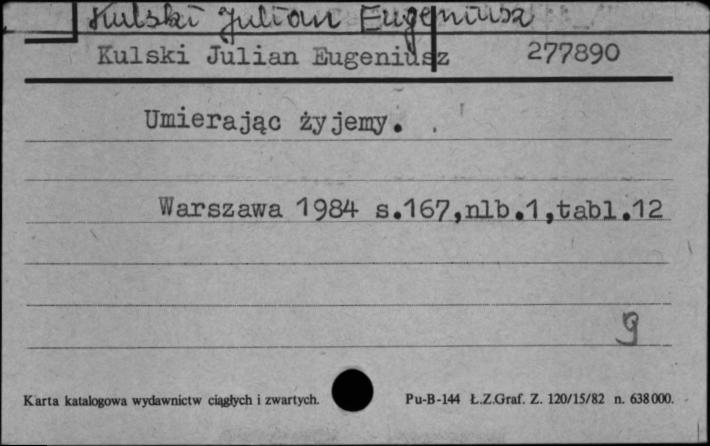 Kulski Julian Eugeniusz
Kulski Julian Eugeniusz 277890
Umierając żyjemy.
Warszawa 1984 s.167,nlb.1,tabl.12
g
Karta katalogowa wydawnictw ciągłych i zwartych. Pu-B-144 Ł.Z.Graf. Z. 120/15/82 n. 638000.